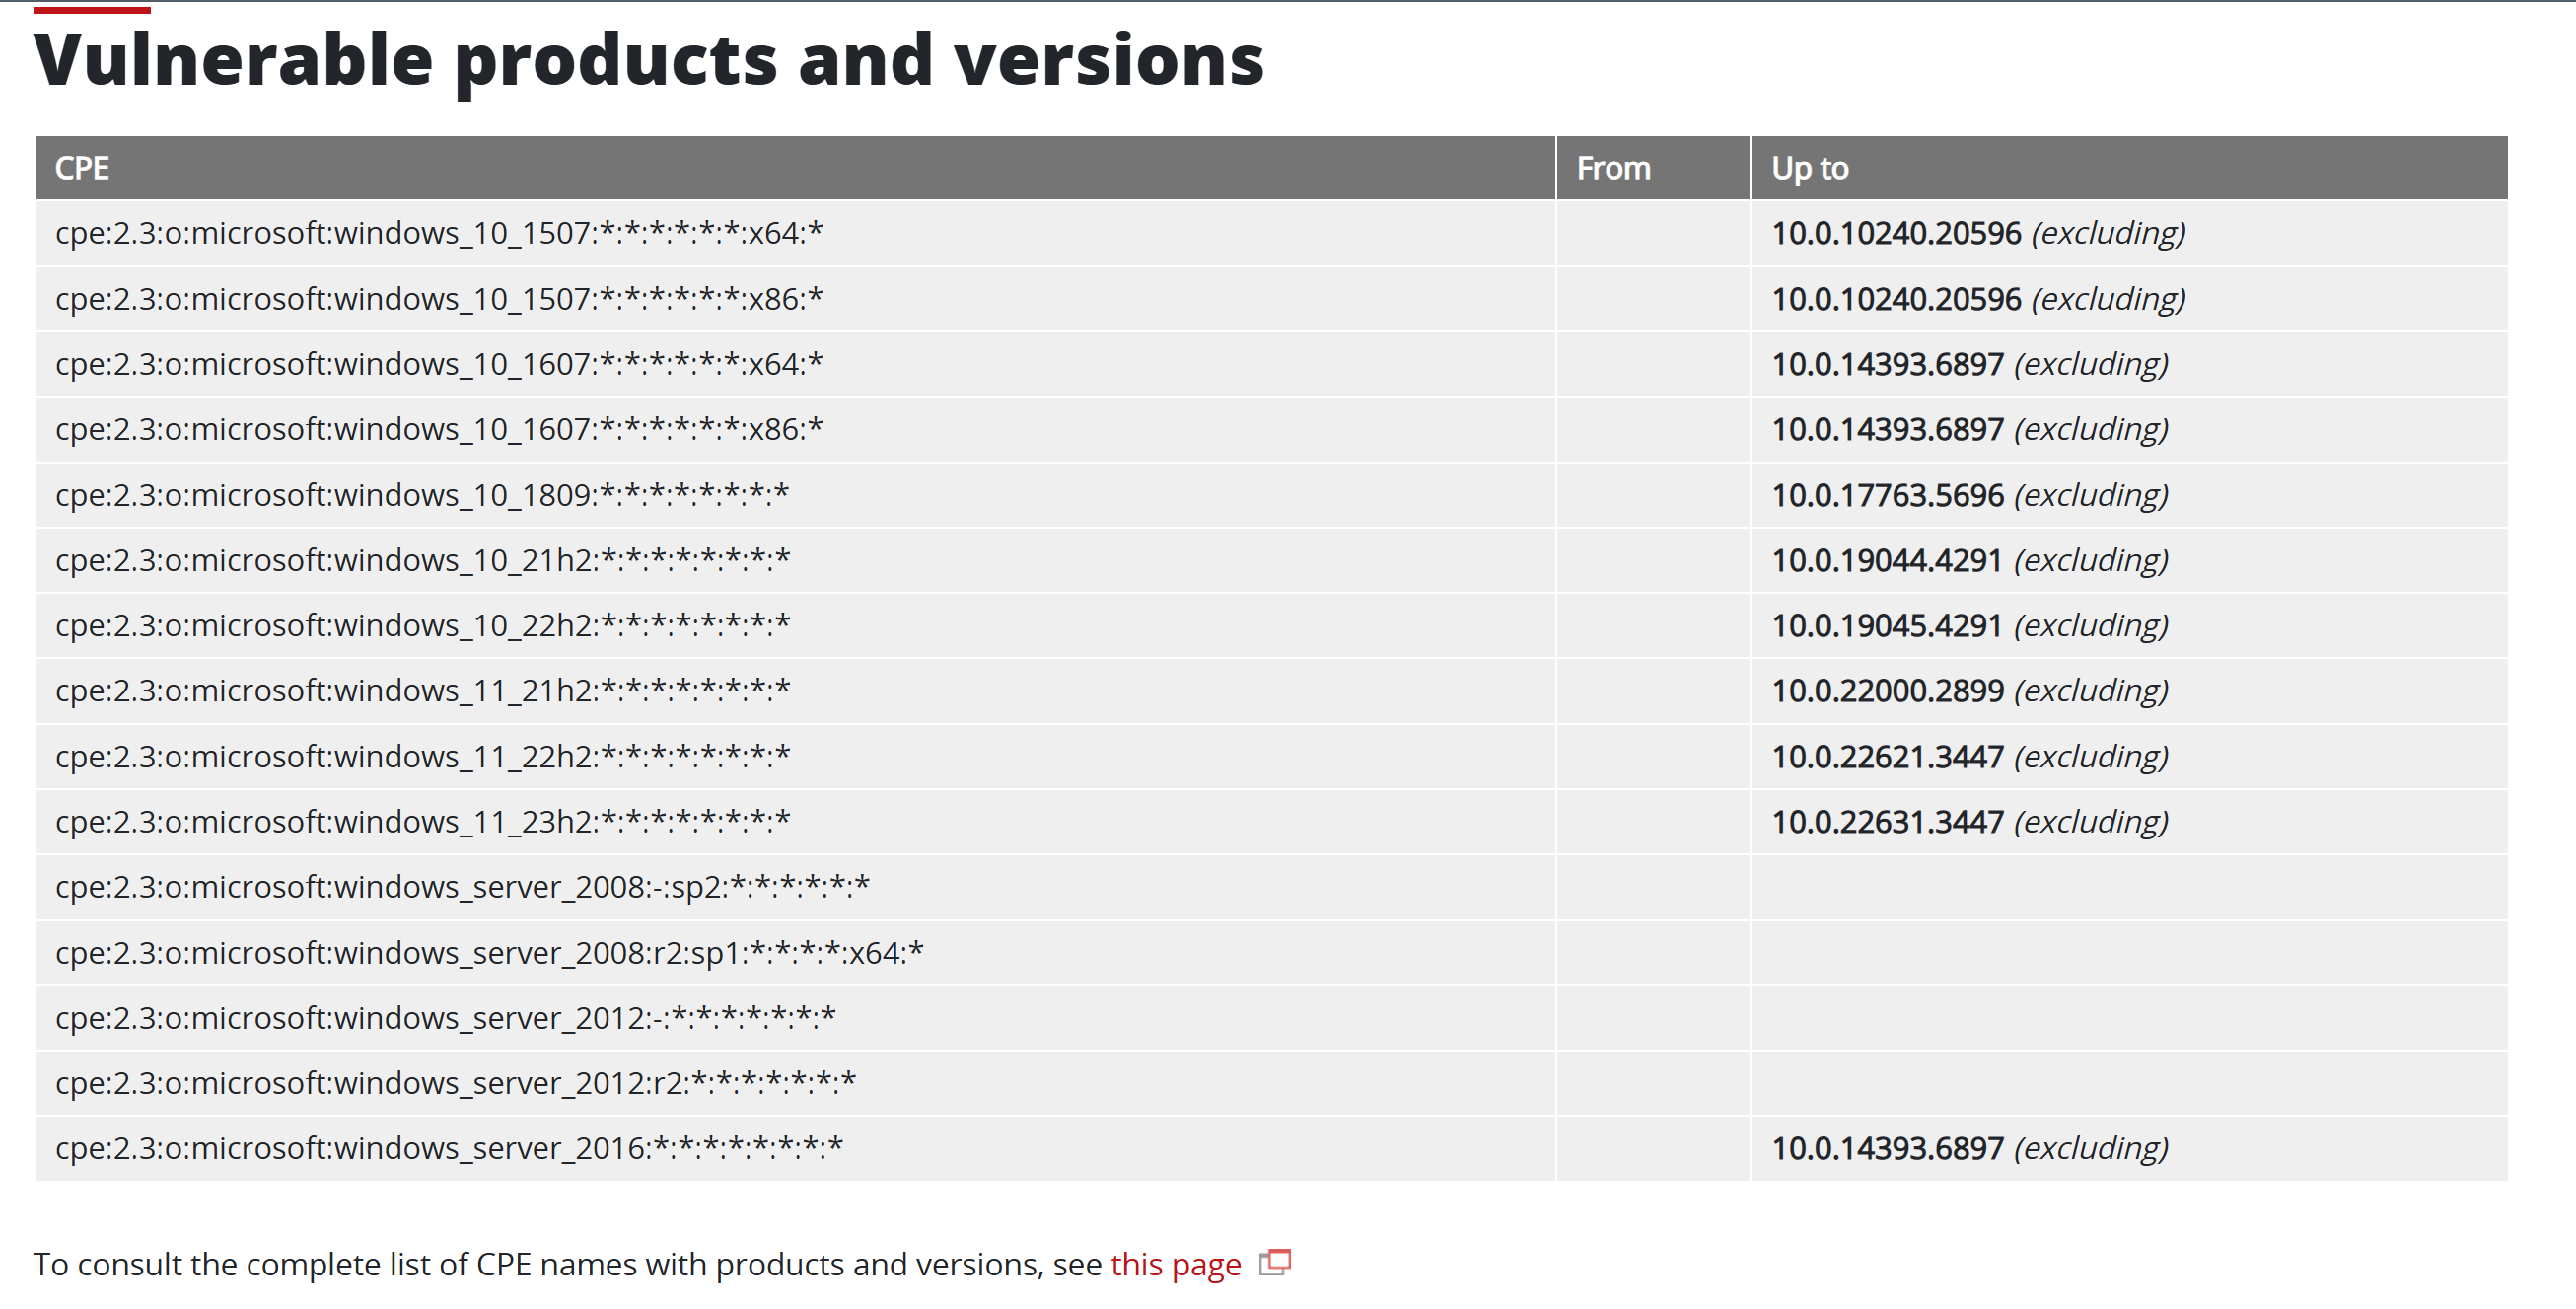 Vulnerable products and versions
CPE From Up to
cpe:2.3:o:microsoft:windows_10_1507:*:*:*:*:*:*:x64:* 10.0.10240.20596 (excluding)
cpe:2.3:o:microsoft:windows_10_1507:*:*:*:*:*:*:x86:* 10.0.10240.20596 (excluding)
cpe:2.3:o:microsoft:windows_10_1607:*:*:*:*:*:*:x64:* 10.0.14393.6897 (excluding)
cpe:2.3:o:microsoft:windows_10_1607:*:*:*:*:*:*:x86:* 10.0.14393.6897 (excluding)
cpe:2.3:o:microsoft:windows_10_1809:*:*:*:*:*:*:*:* 10.0.17763.5696 (excluding)
cpe:2.3:o:microsoft:windows_10_21h2:*:*:*:*:*:*:*:* 10.0.19044.4291 (excluding)
cpe:2.3:o:microsoft:windows_10_22h2:*:*:*:*:*:*:*:* 10.0.19045.4291 (excluding)
cpe:2.3:o:microsoft:windows_11_21h2:*:*:*:*:*:*:*:* 10.0.22000.2899 (excluding)
cpe:2.3:o:microsoft:windows_11_22h2:*:*:*:*:*:*:*:* 10.0.22621.3447 (excluding)
cpe:2.3:o:microsoft:windows_11_23h2:*:*:*:*:*:*:*:* 10.0.22631.3447 (excluding)
cpe:2.3:o:microsoft:windows_server_2008:-:sp2:*:*:*:*:*:*
cpe:2.3:o:microsoft:windows_server_2008:r2:sp1:*:*:*:*:x64:*
cpe:2.3:o:microsoft:windows_server_2012:-:*:*:*:*:*:*:*
cpe:2.3:o:microsoft:windows_server_2012:r2:*:*:*:*:*:*:*
cpe:2.3:o:microsoft:windows_server_2016:*:*:*:*:*:*:*:* 10.0.14393.6897 (excluding)
To consult the complete list of CPE names with products and versions, see this page